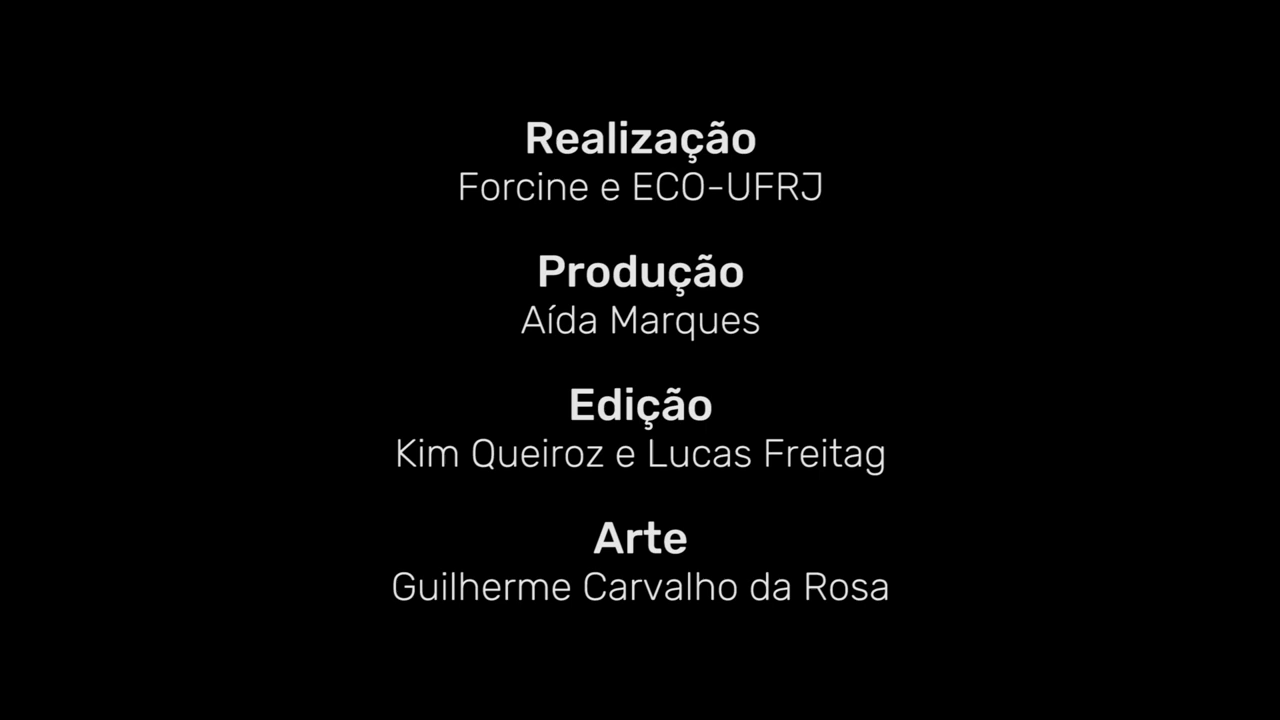 Realização
Forcine e ECO-UFRJ
Produção
Aída Marques
Edição
Kim Queiroz e Lucas Freitag
Arte
Guilherme Carvalho da Rosa